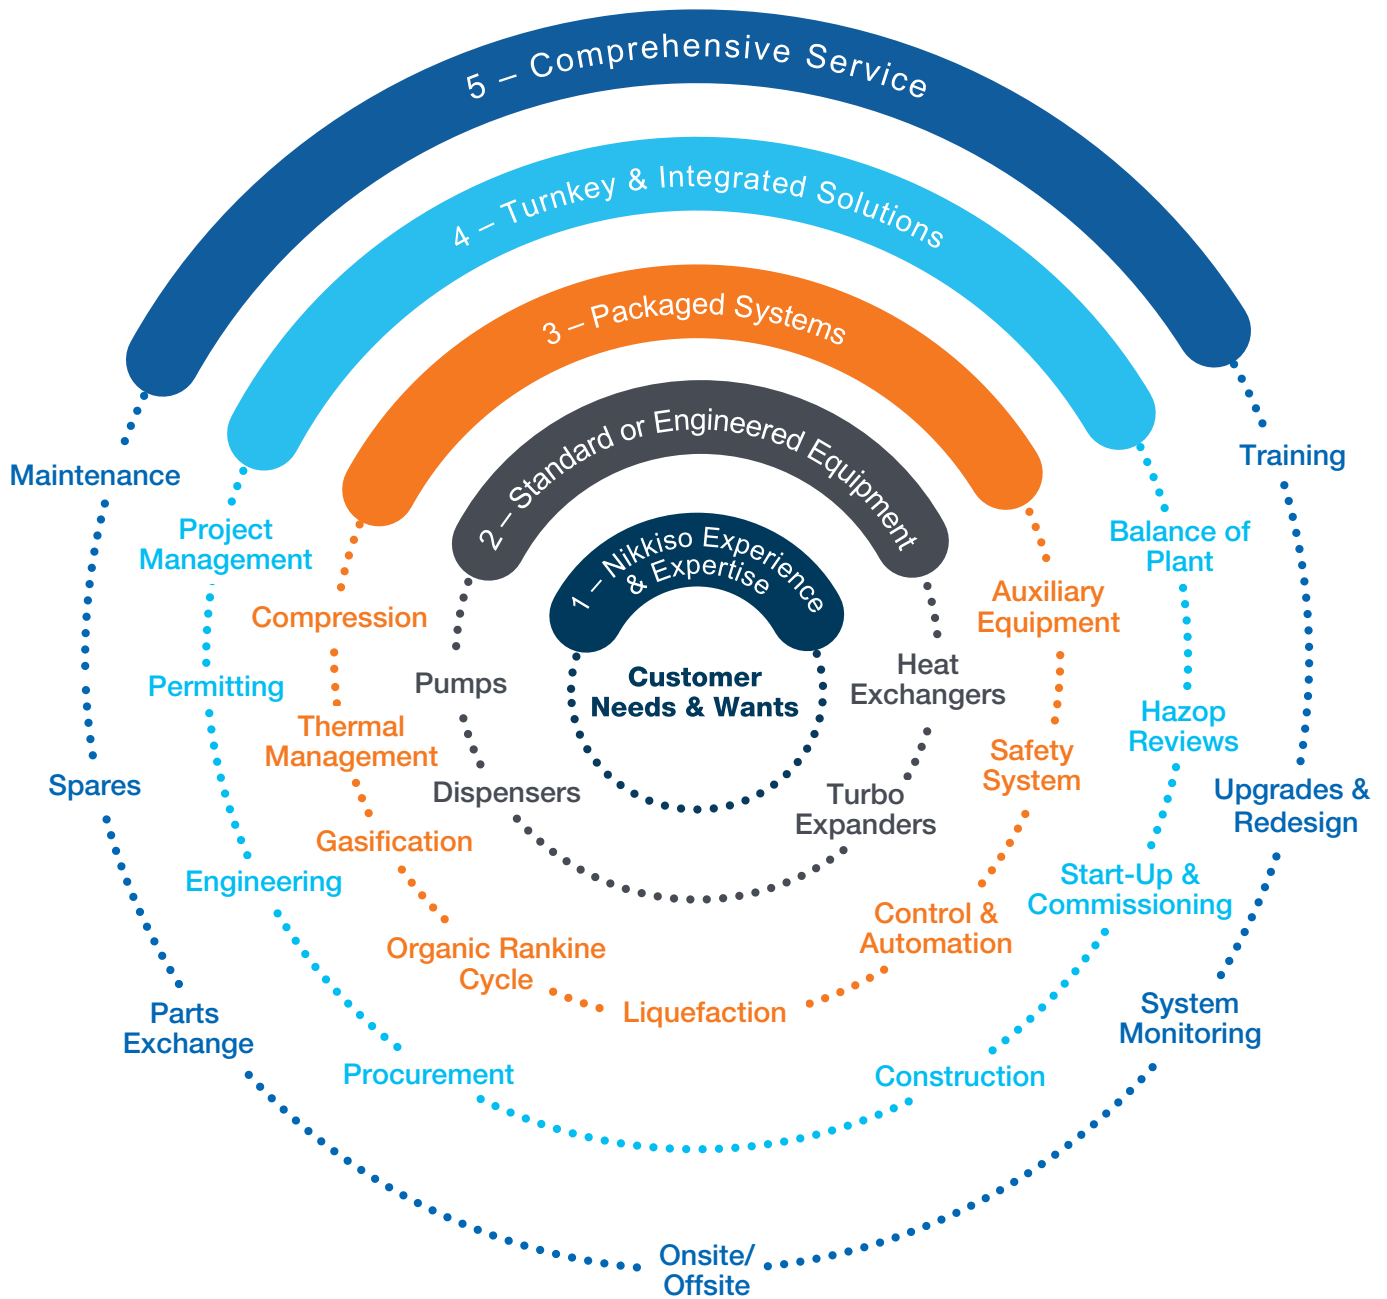 5 – Comprehensive Service
4 – Turnkey & Integrated Solutions
3 – Packaged Systems
2 – Standard or Engineered Equipment
1 – Nikkiso Experience
& Expertise
Customer
Needs & Wants
Maintenance
Spares
Parts
Exchange
Onsite/
Offsite
System
Monitoring
Upgrades &
Redesign
Training
Project
Management
Permitting
Engineering
Procurement
Construction
Start-Up &
Commissioning
Hazop
Reviews
Balance of
Plant
Compression
Thermal
Management
Gasification
Organic Rankine
Cycle
Liquefaction
Control &
Automation
Safety
System
Auxiliary
Equipment
Pumps
Dispensers
Turbo
Expanders
Heat
Exchangers